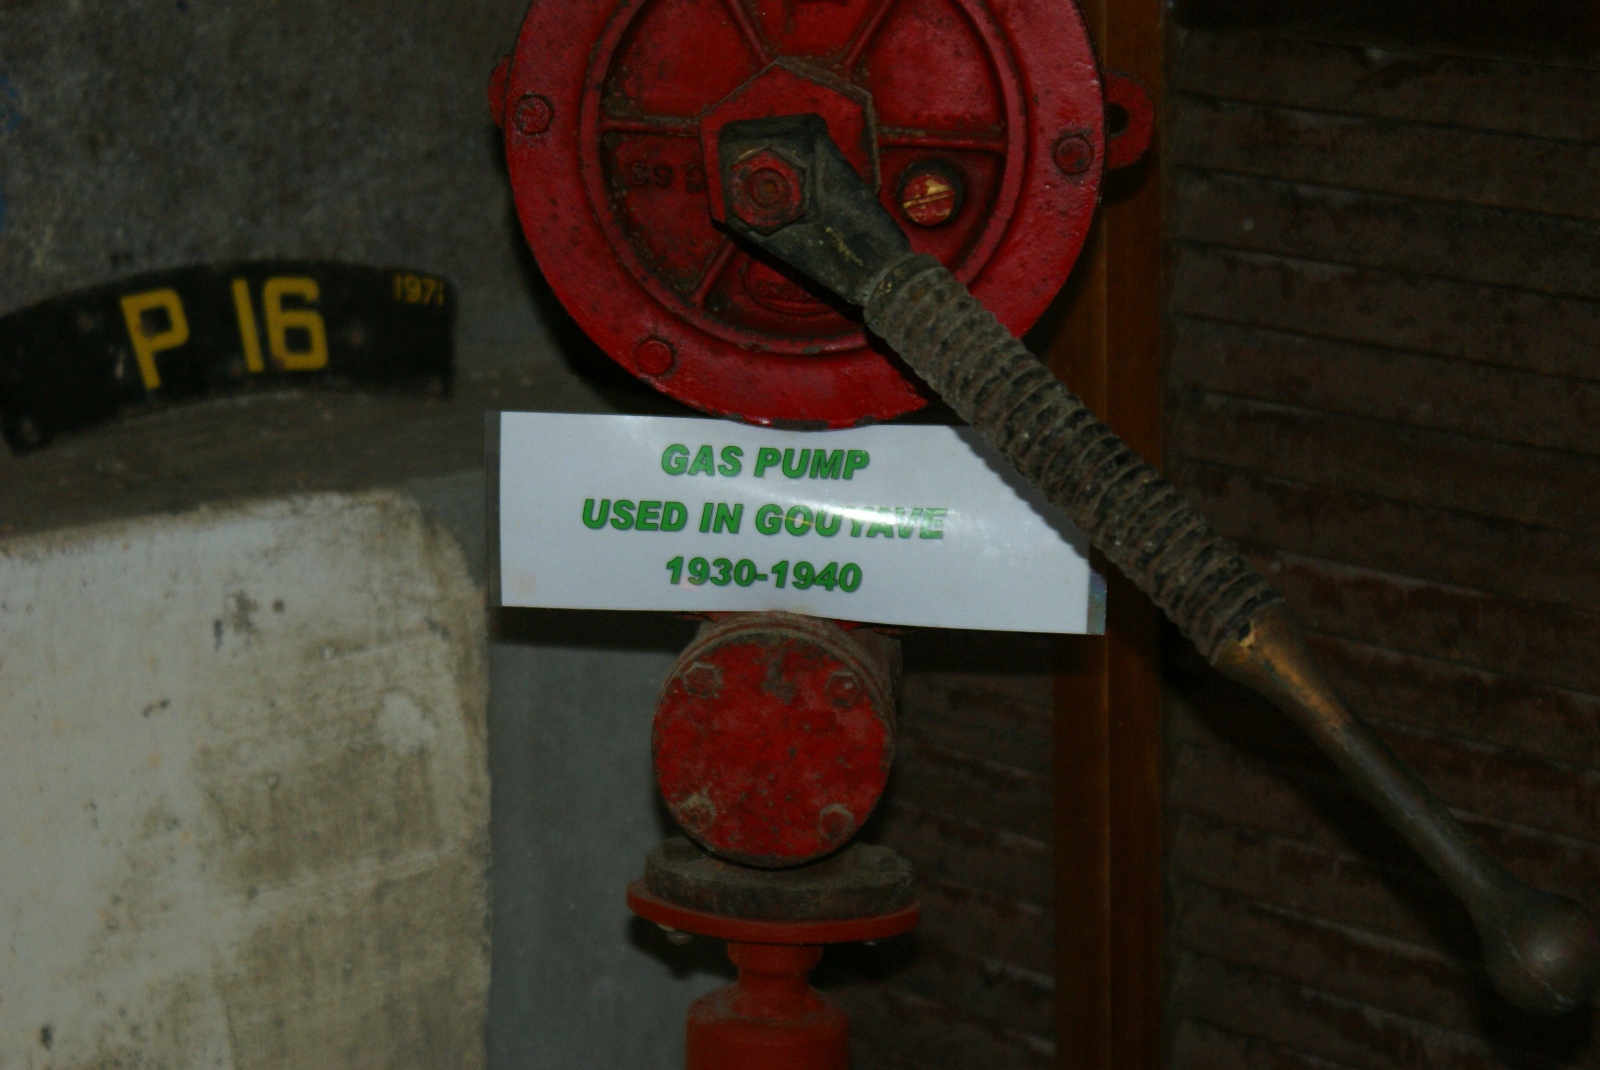 P 16 1971
GAS PUMP
USED IN GOUYAVE
1930-1940